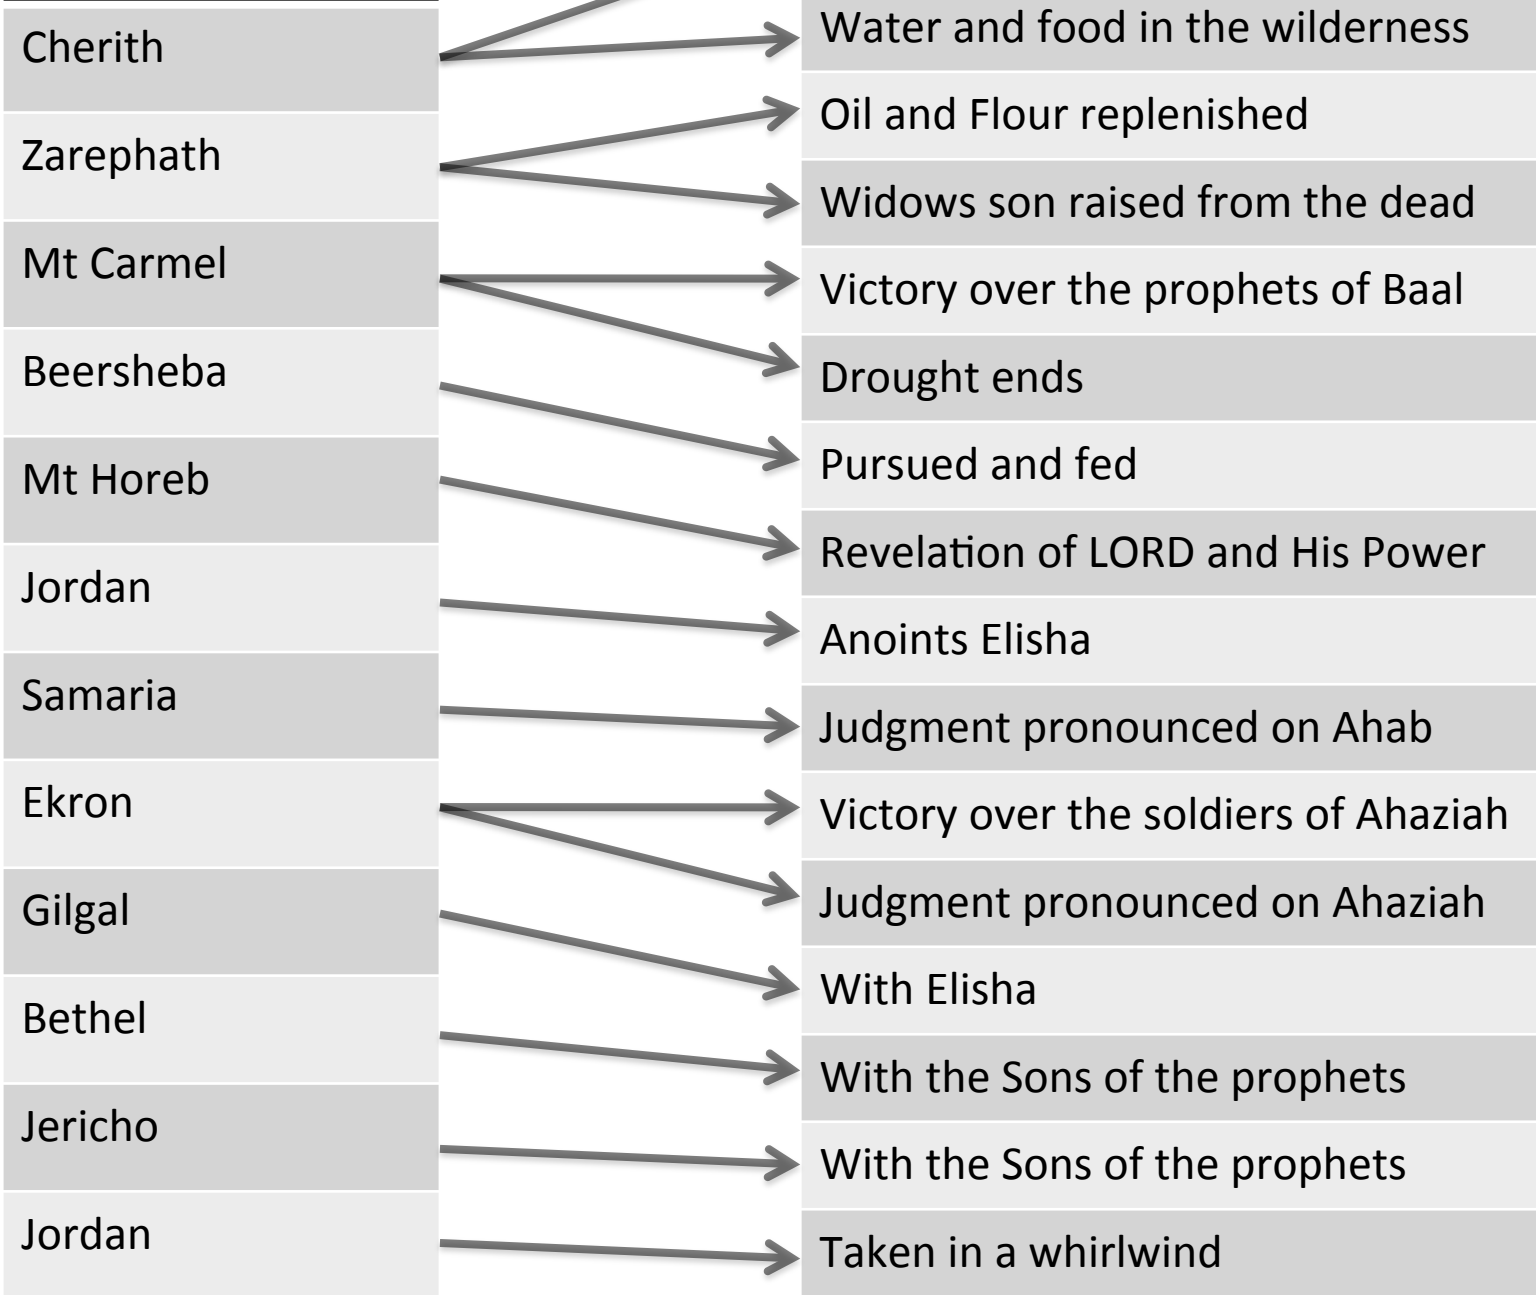 Cherith
Zarephath
Mt Carmel
Beersheba
Mt Horeb
Jordan
Samaria
Ekron
Gilgal
Bethel
Jericho
Jordan
Water and food in the wilderness
Oil and Flour replenished
Widows son raised from the dead
Victory over the prophets of Baal
Drought ends
Pursued and fed
Revelation of LORD and His Power
Anoints Elisha
Judgment pronounced on Ahab
Victory over the soldiers of Ahaziah
Judgment pronounced on Ahaziah
With Elisha
With the Sons of the prophets
With the Sons of the prophets
Taken in a whirlwind